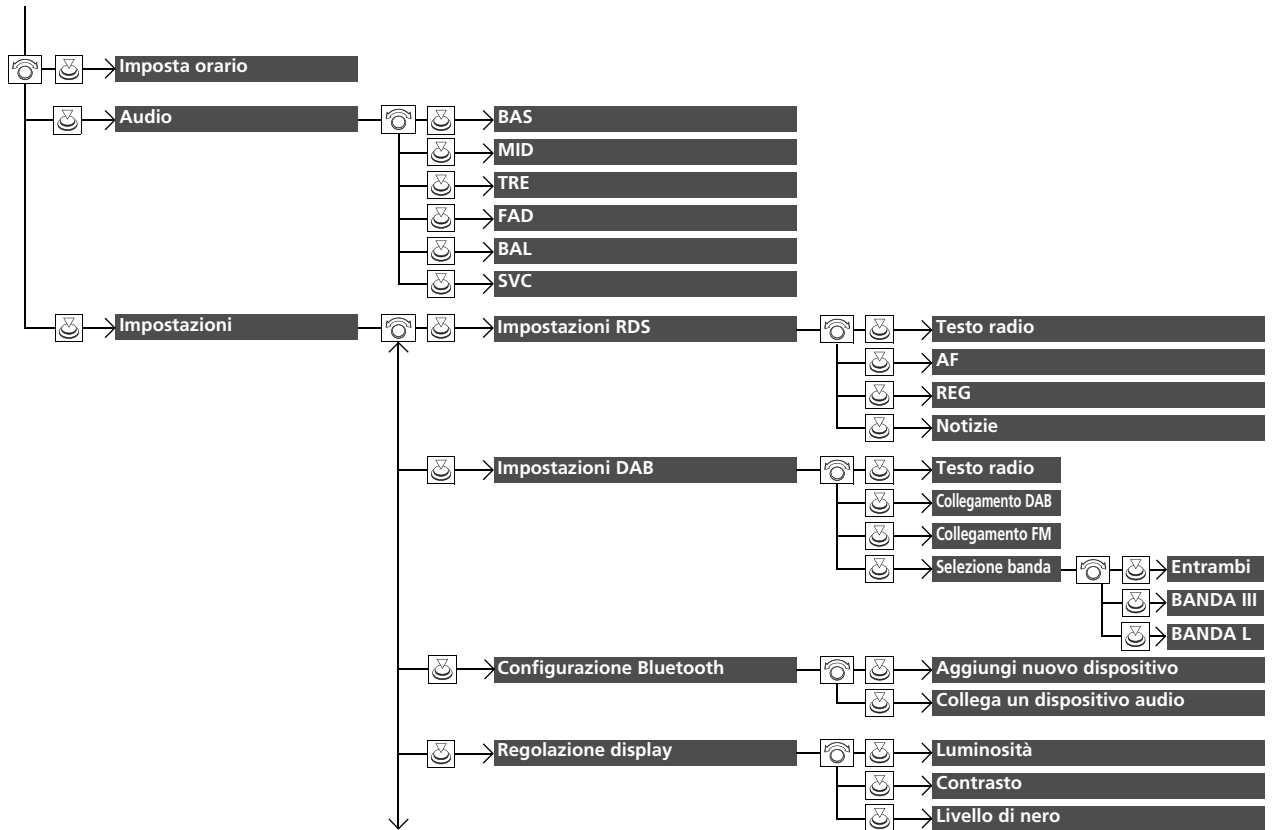 Imposta orario
Audio
BAS
MID
TRE
FAD
BAL
SVC
Impostazioni
Impostazioni RDS
Testo radio
AF
REG
Notizie
Impostazioni DAB
Testo radio
Collegamento DAB
Collegamento FM
Selezione banda
Entrambi
BANDA III
BANDA L
Configurazione Bluetooth
Aggiungi nuovo dispositivo
Collega un dispositivo audio
Regolazione display
Luminosità
Contrasto
Livello di nero